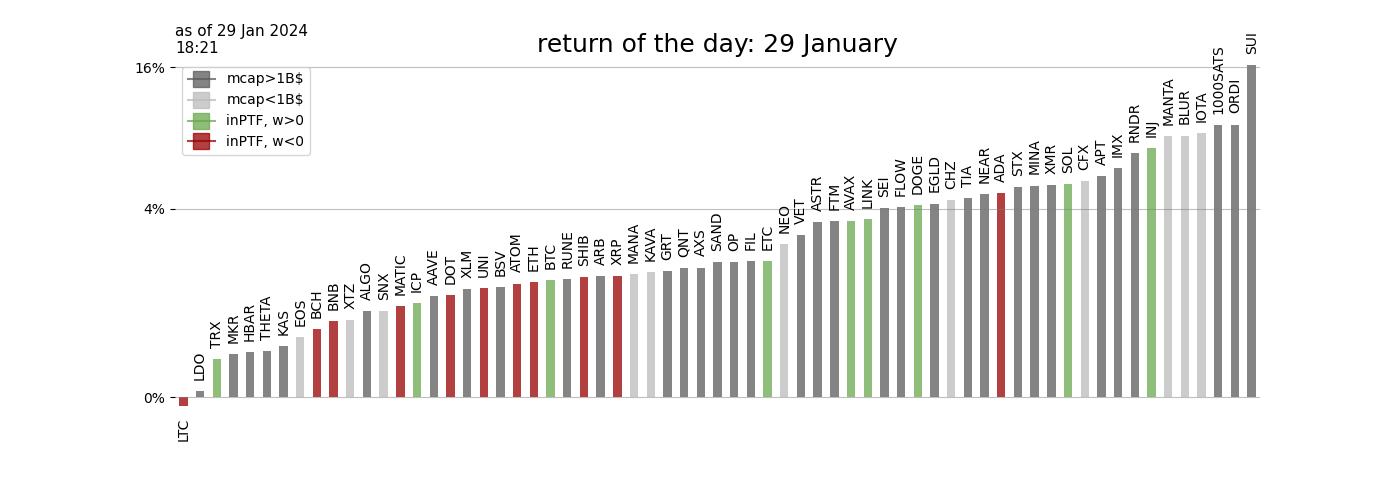 as of 29 Jan 2024
18:21
return of the day: 29 January
16%
4%
0%
mcap>1B$
mcap<1B$
inPTF, w>0
inPTF, w<0
LTC
LDO
TRX
MKR
HBAR
THETA
KAS
EOS
BCH
BNB
XTZ
ALGO
SNX
MATIC
ICP
AAVE
DOT
XLM
UNI
BSV
ATOM
ETH
BTC
RUNE
SHIB
ARB
XRP
MANA
KAVA
GRT
QNT
AXS
SAND
OP
FIL
ETC
NEO
VET
ASTR
FTM
AVAX
LINK
SEI
FLOW
DOGE
EGLD
CHZ
TIA
NEAR
ADA
STX
MINA
XMR
SOL
CFX
APT
IMX
RNDR
INJ
MANTA
BLUR
IOTA
1000SATS
ORDI
SUI